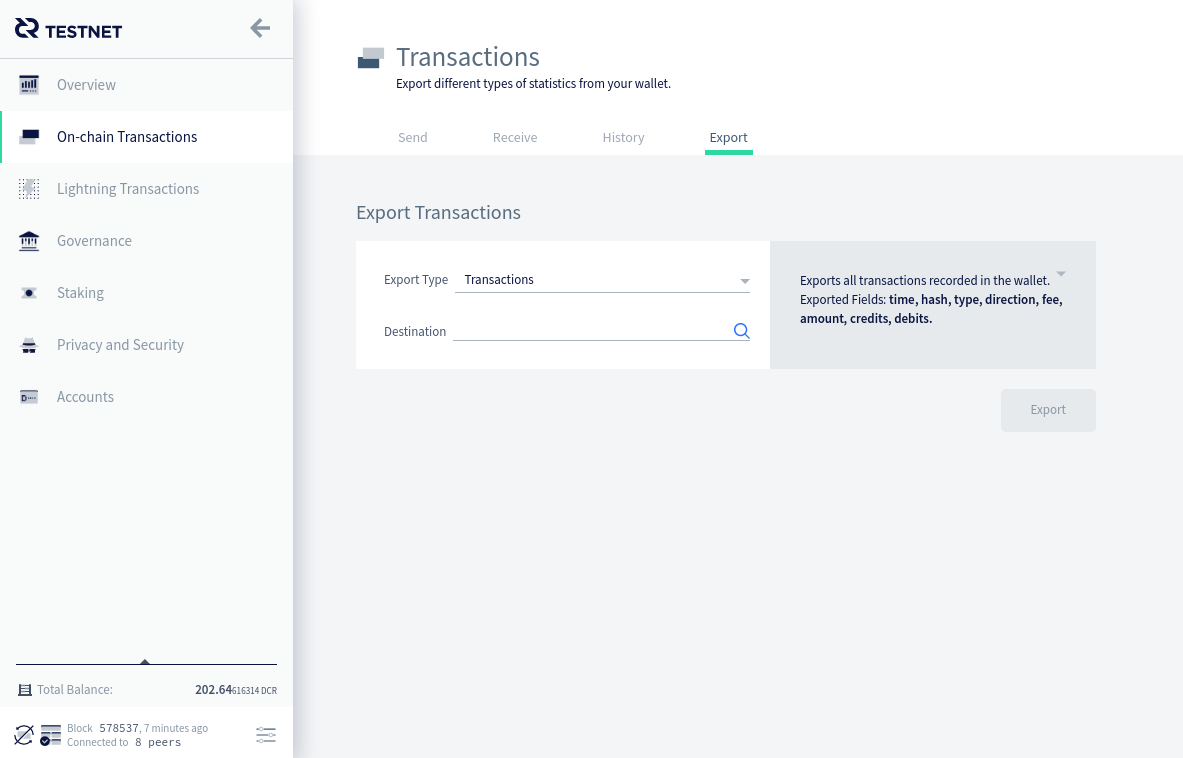 TESTNET
Overview
On-chain Transactions
Lightning Transactions
Governance
Staking
Privacy and Security
Accounts
Total Balance: 202.64616314 DCR
Block 578537, 7 minutes ago
Connected to 8 peers
Transactions
Export different types of statistics from your wallet.
Send Receive History Export
Export Transactions
Export Type Transactions
Destination
Exports all transactions recorded in the wallet.
Exported Fields: time, hash, type, direction, fee,
amount, credits, debits.
Export